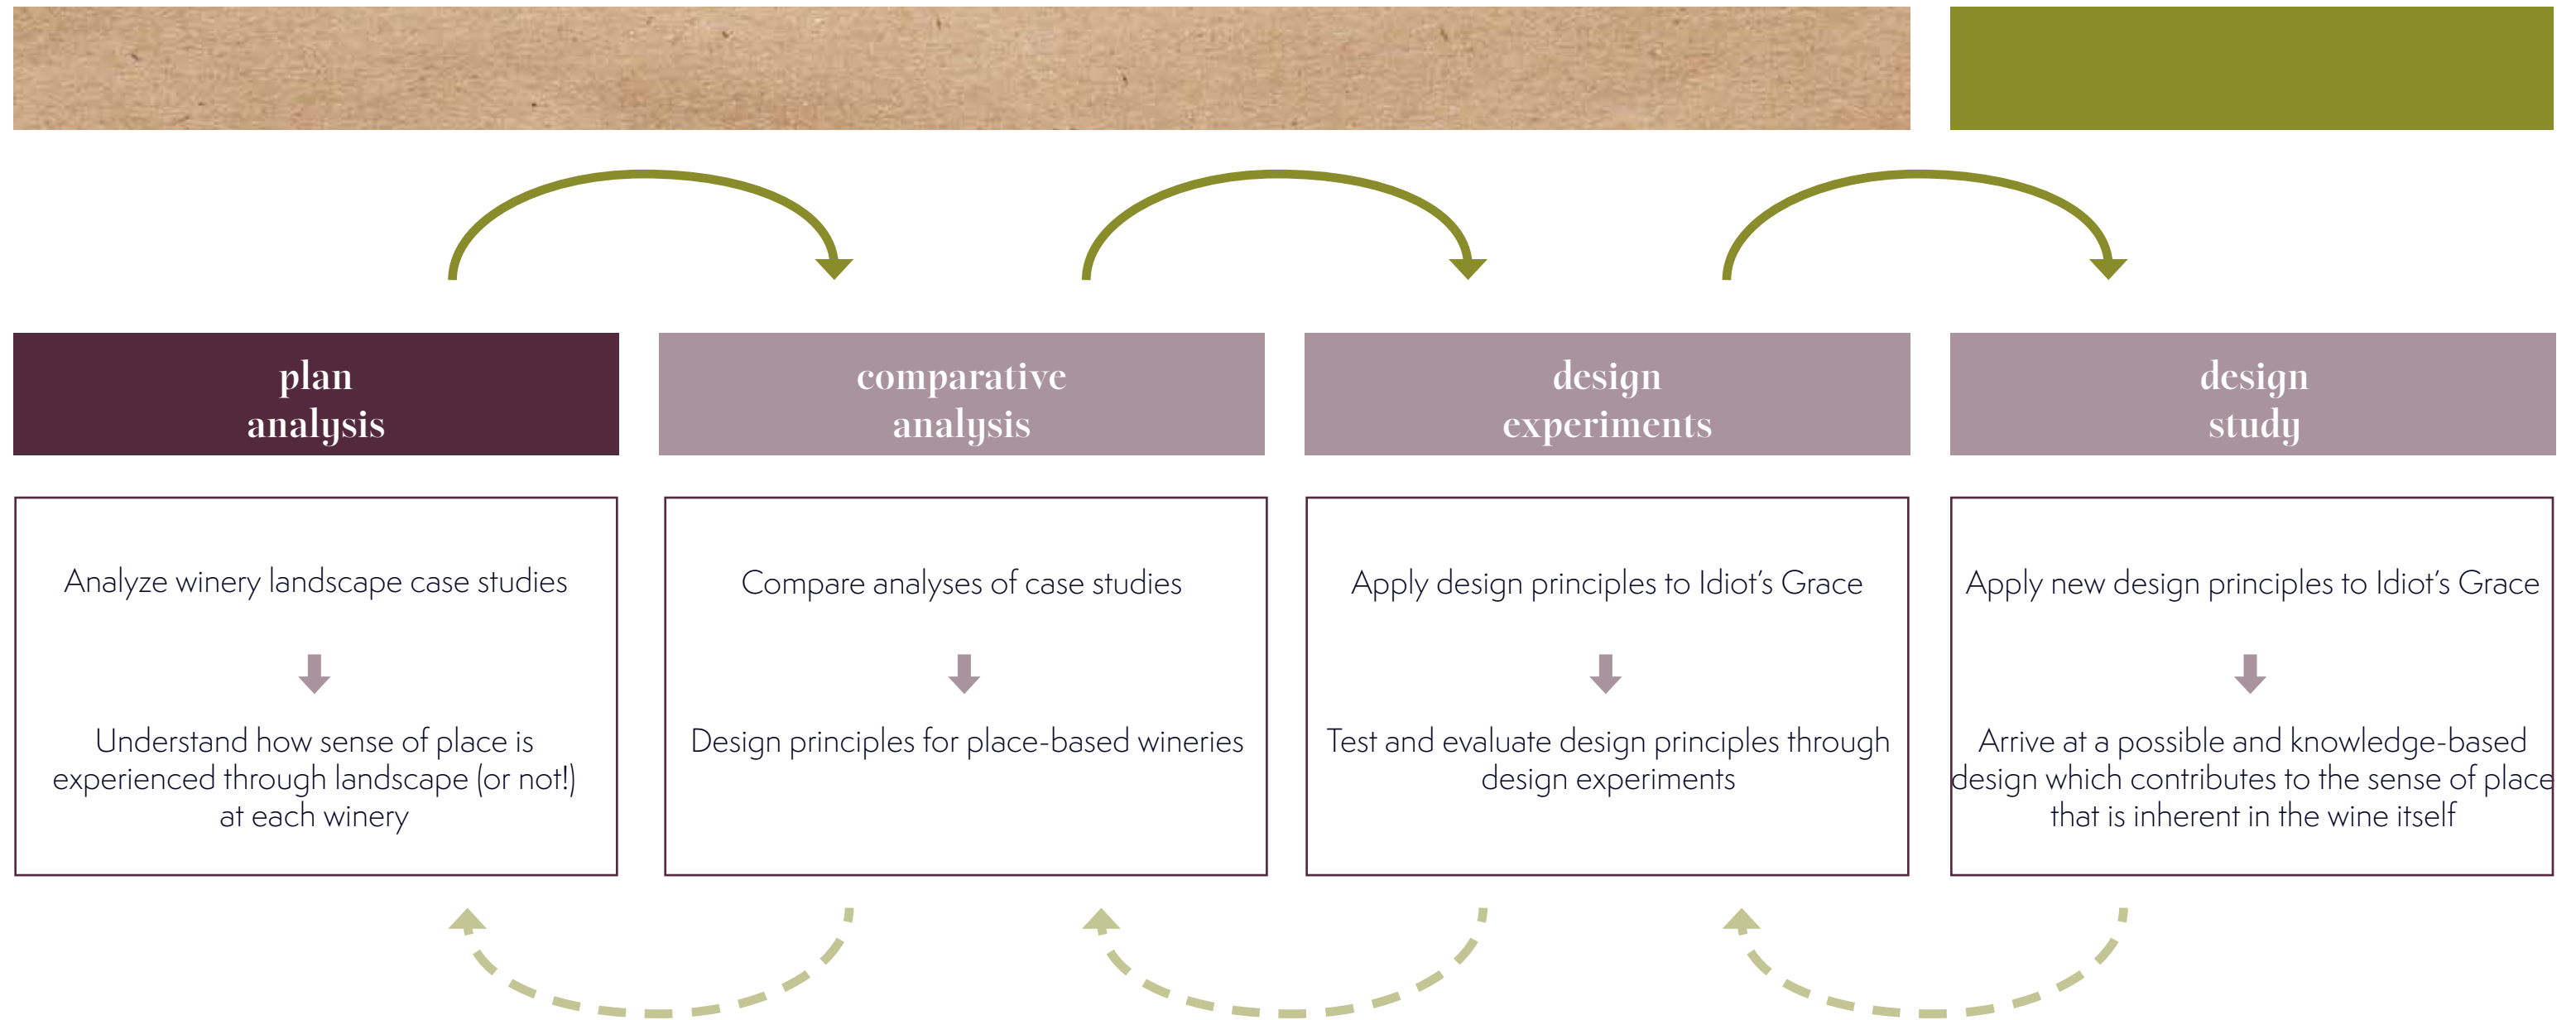 plan
analysis
comparative
analysis
design
experiments
design
study
Analyze winery landscape case studies
Understand how sense of place is
experienced through landscape (or not!)
at each winery
Compare analyses of case studies
Design principles for place-based wineries
Apply design principles to Idiot's Grace
Test and evaluate design principles through
design experiments
Apply new design principles to Idiot's Grace
Arrive at a possible and knowledge-based
design which contributes to the sense of place
that is inherent in the wine itself